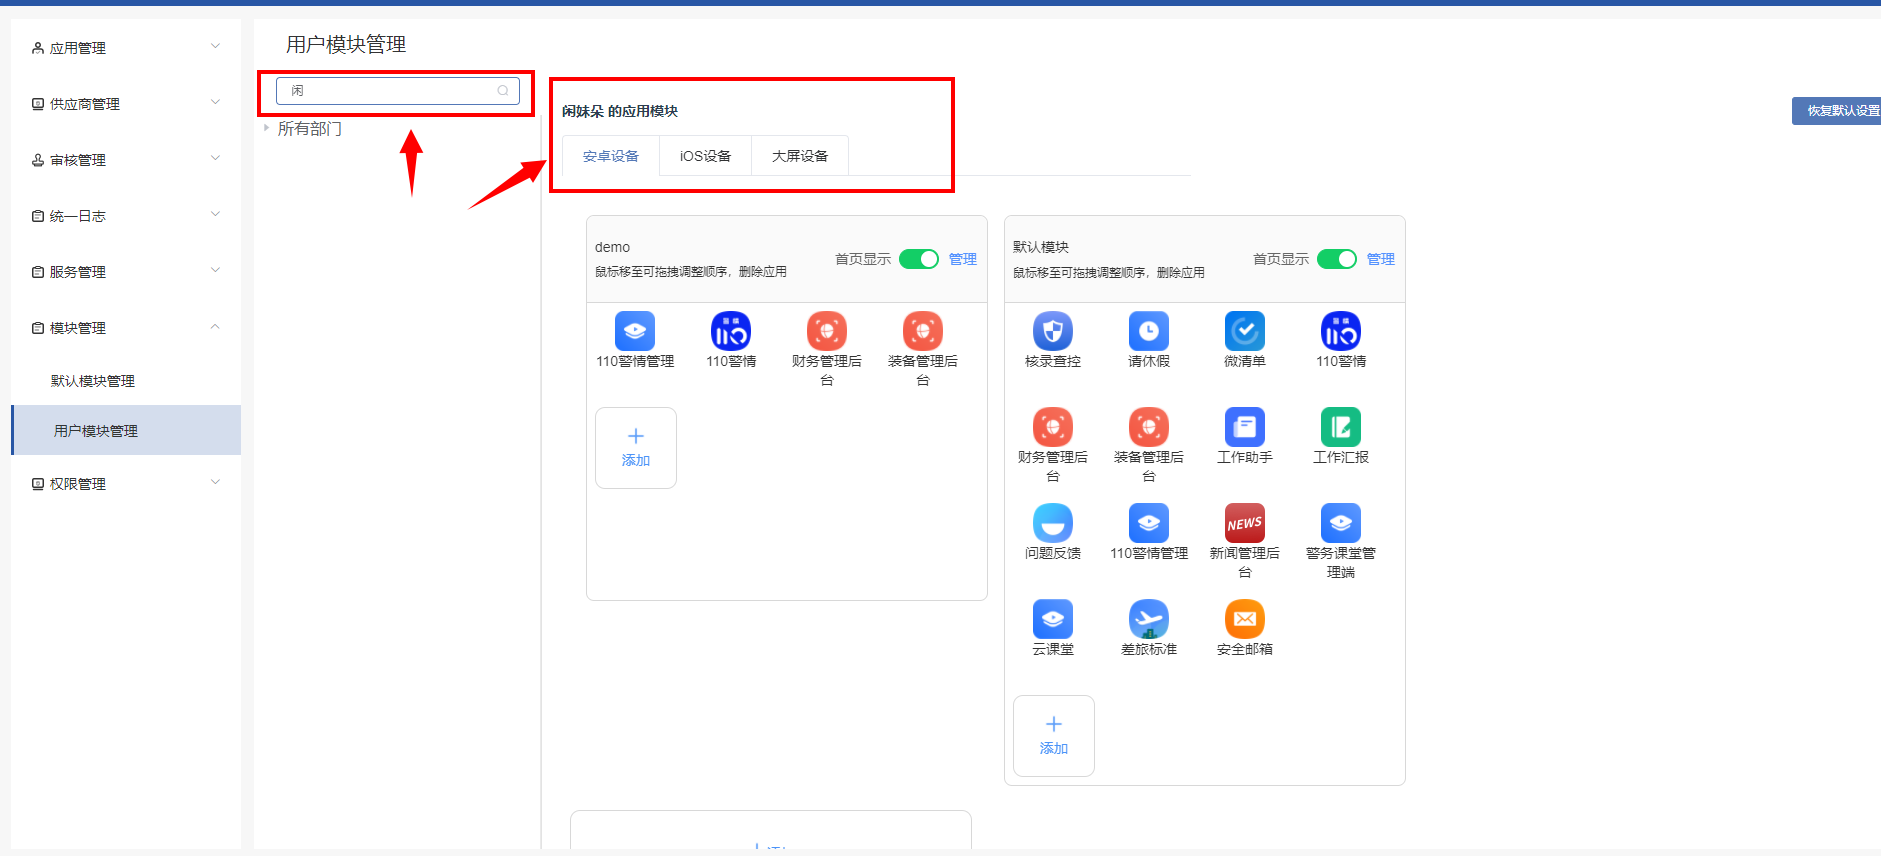 应用管理
供应商管理
审核管理
统一日志
服务管理
模块管理
默认模块管理
用户模块管理
权限管理
用户模块管理
闲
所有部门
闲妹朵 的应用模块
恢复默认设置
安卓设备
iOS设备
大屏设备
demo
鼠标移至可拖拽调整顺序，删除应用
首页显示
管理
110警情管理
110警情
财务管理后
台
装备管理后
台
添加
默认模块
鼠标移至可拖拽调整顺序，删除应用
首页显示
管理
核录查控
请休假
微清单
110警情
财务管理后
台
装备管理后
台
工作助手
工作汇报
问题反馈
110警情管理
NEWS
新闻管理后
台
警务课堂管
理端
云课堂
差旅标准
安全邮箱
添加